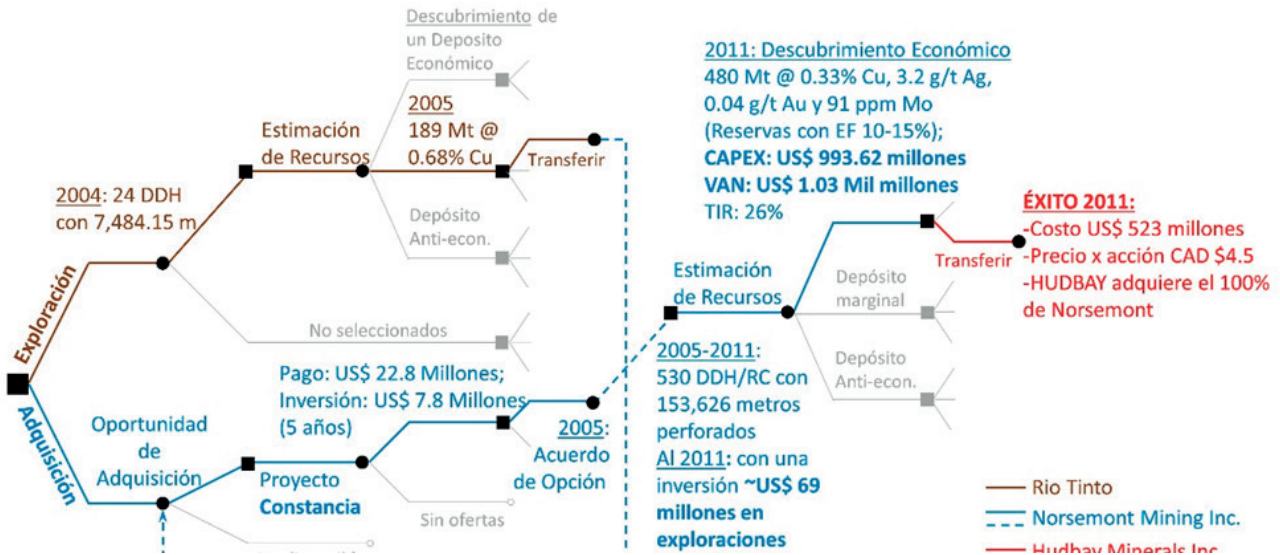 Descubrimiento de
un Deposito
Económico
2005
189 Mt @
0.68% Cu
Estimación
de Recursos
Transferir
2004: 24 DDH
con 7,484.15 m
Depósito
Anti-econ.
No seleccionados
Exploración
Adquisición
Pago: US$ 22.8 Millones;
Inversión: US$ 7.8 Millones
(5 años)
Oportunidad
de
Adquisición
Proyecto
Constancia
2005:
Acuerdo
de Opción
Sin ofertas
2011: Descubrimiento Económico
480 Mt @ 0.33% Cu, 3.2 g/t Ag,
0.04 g/t Au y 91 ppm Mo
(Reservas con EF 10-15%);
CAPEX: US$ 993.62 millones
VAN: US$ 1.03 Mil millones
TIR: 26%
Estimación
de Recursos
Transferir
Depósito
marginal
Depósito
Anti-econ.
2005-2011:
530 DDH/RC con
153,626 metros
perforados
Al 2011: con una
inversión ~US$ 69
millones en
exploraciones
ÉXITO 2011:
-Costo US$ 523 millones
-Precio x acción CAD $4.5
-HUDBAY adquiere el 100%
de Norsemont
Rio Tinto
Norsemont Mining Inc.
Hudbay Minerals Inc.